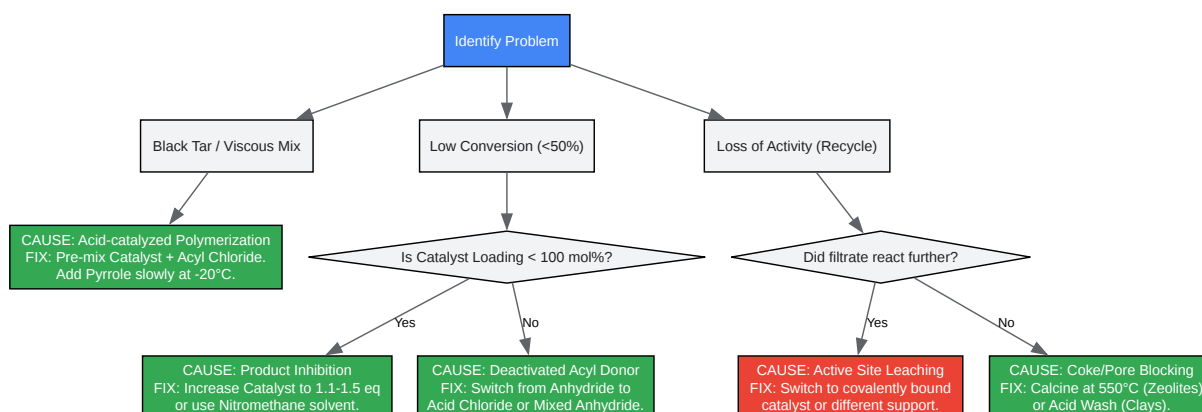 Identify Problem
Black Tar / Viscous Mix
Low Conversion (<50%)
Loss of Activity (Recycle)
CAUSE: Acid-catalyzed Polymerization
FIX: Pre-mix Catalyst + Acyl Chloride.
Add Pyrrole slowly at -20°C.
Is Catalyst Loading < 100 mol%?
Did filtrate react further?
Yes
No
Yes
No
CAUSE: Product Inhibition
FIX: Increase Catalyst to 1.1-1.5 eq
or use Nitromethane solvent.
CAUSE: Deactivated Acyl Donor
FIX: Switch from Anhydride to
Acid Chloride or Mixed Anhydride.
CAUSE: Active Site Leaching
FIX: Switch to covalently bound
catalyst or different support.
CAUSE: Coke/Pore Blocking
FIX: Calcine at 550°C (Zeolites)
or Acid Wash (Clays).